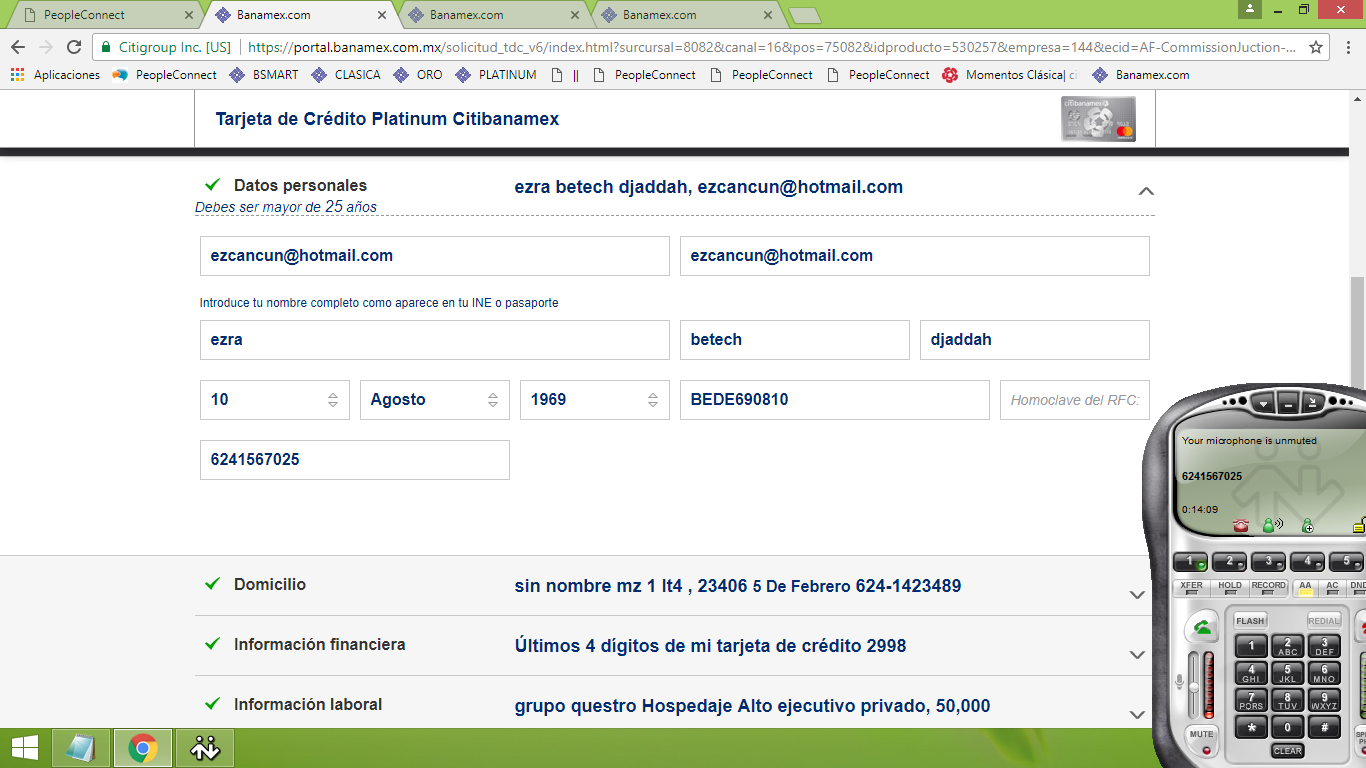 PeopleConnect
Banamex.com
Banamex.com
Banamex.com
Citigroup Inc. [US]
https://portal.banamex.com.mx/solicitud_tdc_v6/index.html?surcursal=8082&canal=16&pos=75082&idproducto=530257&empresa=144&ecid=AF-CommissionJuction-...
Aplicaciones PeopleConnect BSMART CLASICA ORO PLATINUM || PeopleConnect PeopleConnect PeopleConnect Momentos Clásica| Banamex.com
Tarjeta de Crédito Platinum Citibanamex
citibanamex
Datos personales
ezra betech djaddah, ezcancun@hotmail.com
Debes ser mayor de 25 años
ezcancun@hotmail.com
ezcancun@hotmail.com
Introduce tu nombre completo como aparece en tu INE o pasaporte
ezra
betech
djaddah
10
Agosto
1969
BEDE690810
Homoclave del RFC:
6241567025
Domicilio
sin nombre mz 1 lt4 , 23406 5 De Febrero 624-1423489
Información financiera
Últimos 4 dígitos de mi tarjeta de crédito 2998
Información laboral
grupo questro Hospedaje Alto ejecutivo privado, 50,000
Your microphone is unmuted
6241567025
0:14:09
1 2 3 4 5
XFER HOLD RECORD AA AC DND
FLASH REDIAL
1 2 ABC 3 DEF
4 GHI 5 JKL 6 MNO
7 PQRS 8 TUV 9 WXYZ
* 0 #
MUTE
CLEAR